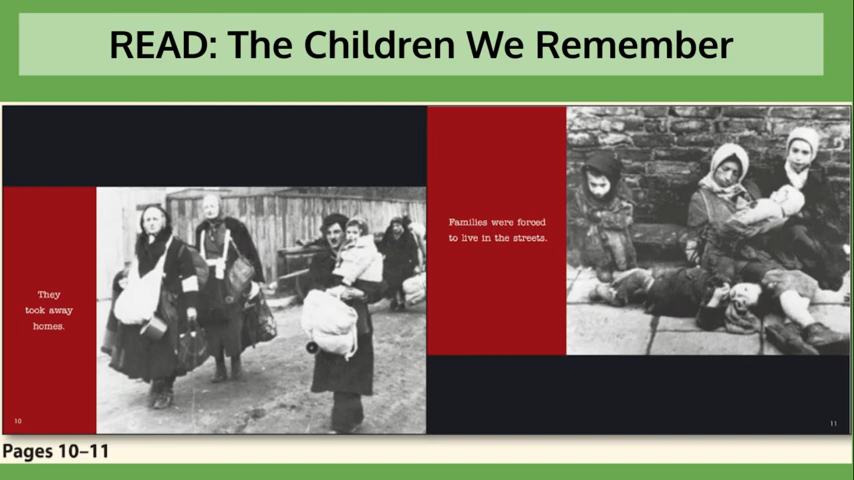 READ: The Children We Remember
They
took away
homes.
10
Families were forced
to live in the streets.
11
Pages 10–11